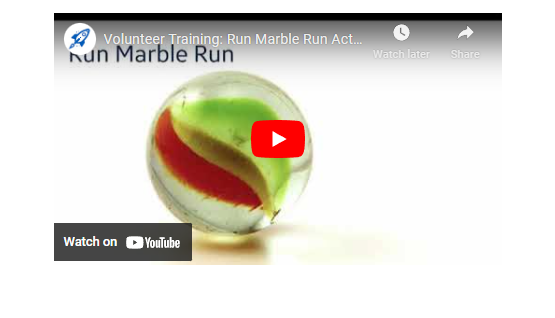 Volunteer Training: Run Marble Run Act...
Watch later
Share
Run Marble Run
Watch on YouTube